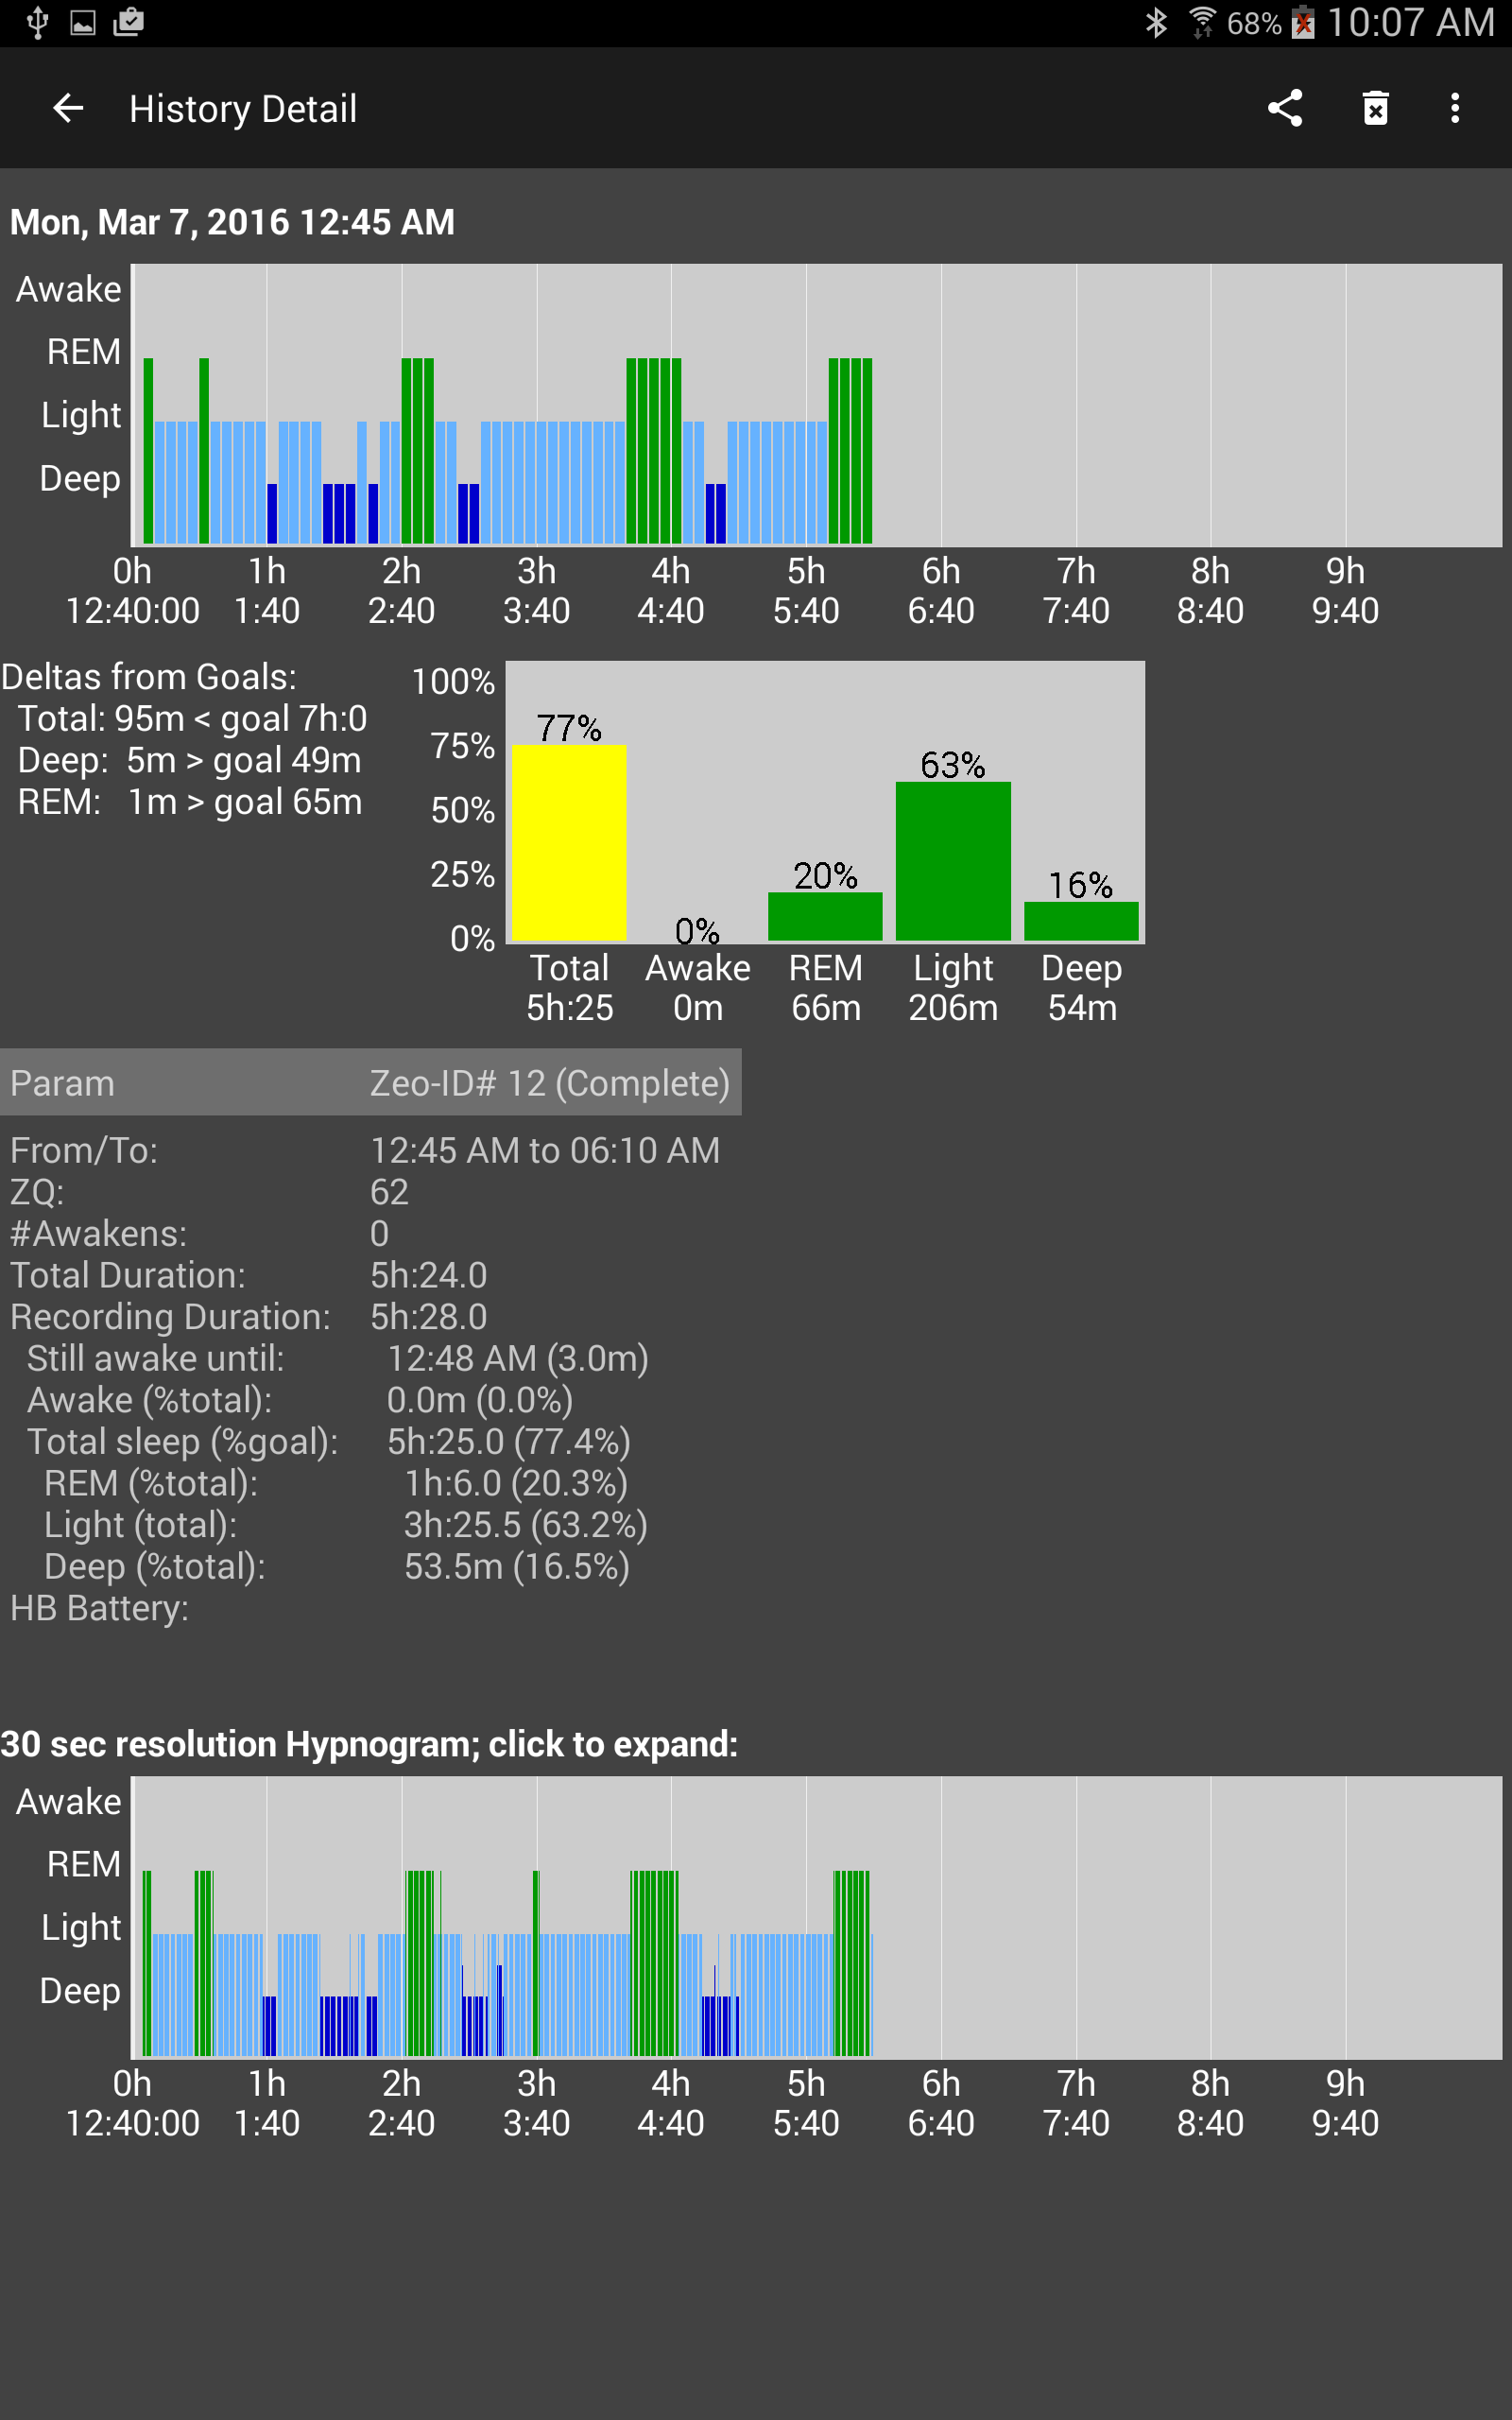 68% 10:07 AM
History Detail
Mon, Mar 7, 2016 12:45 AM
Awake
REM
Light
Deep
0h 1h 2h 3h 4h 5h 6h 7h 8h 9h
12:40:00 1:40 2:40 3:40 4:40 5:40 6:40 7:40 8:40 9:40
Deltas from Goals:
Total: 95m < goal 7h:0
Deep: 5m > goal 49m
REM: 1m > goal 65m
100%
75%
50%
25%
0%
77% 0% 20% 63% 16%
Total Awake REM Light Deep
5h:25 0m 66m 206m 54m
Param Zeo-ID# 12 (Complete)
From/To: 12:45 AM to 06:10 AM
ZQ: 62
#Awakens: 0
Total Duration: 5h:24.0
Recording Duration: 5h:28.0
Still awake until: 12:48 AM (3.0m)
Awake (%total): 0.0m (0.0%)
Total sleep (%goal): 5h:25.0 (77.4%)
REM (%total): 1h:6.0 (20.3%)
Light (total): 3h:25.5 (63.2%)
Deep (%total): 53.5m (16.5%)
HB Battery:
30 sec resolution Hypnogram; click to expand:
Awake
REM
Light
Deep
0h 1h 2h 3h 4h 5h 6h 7h 8h 9h
12:40:00 1:40 2:40 3:40 4:40 5:40 6:40 7:40 8:40 9:40